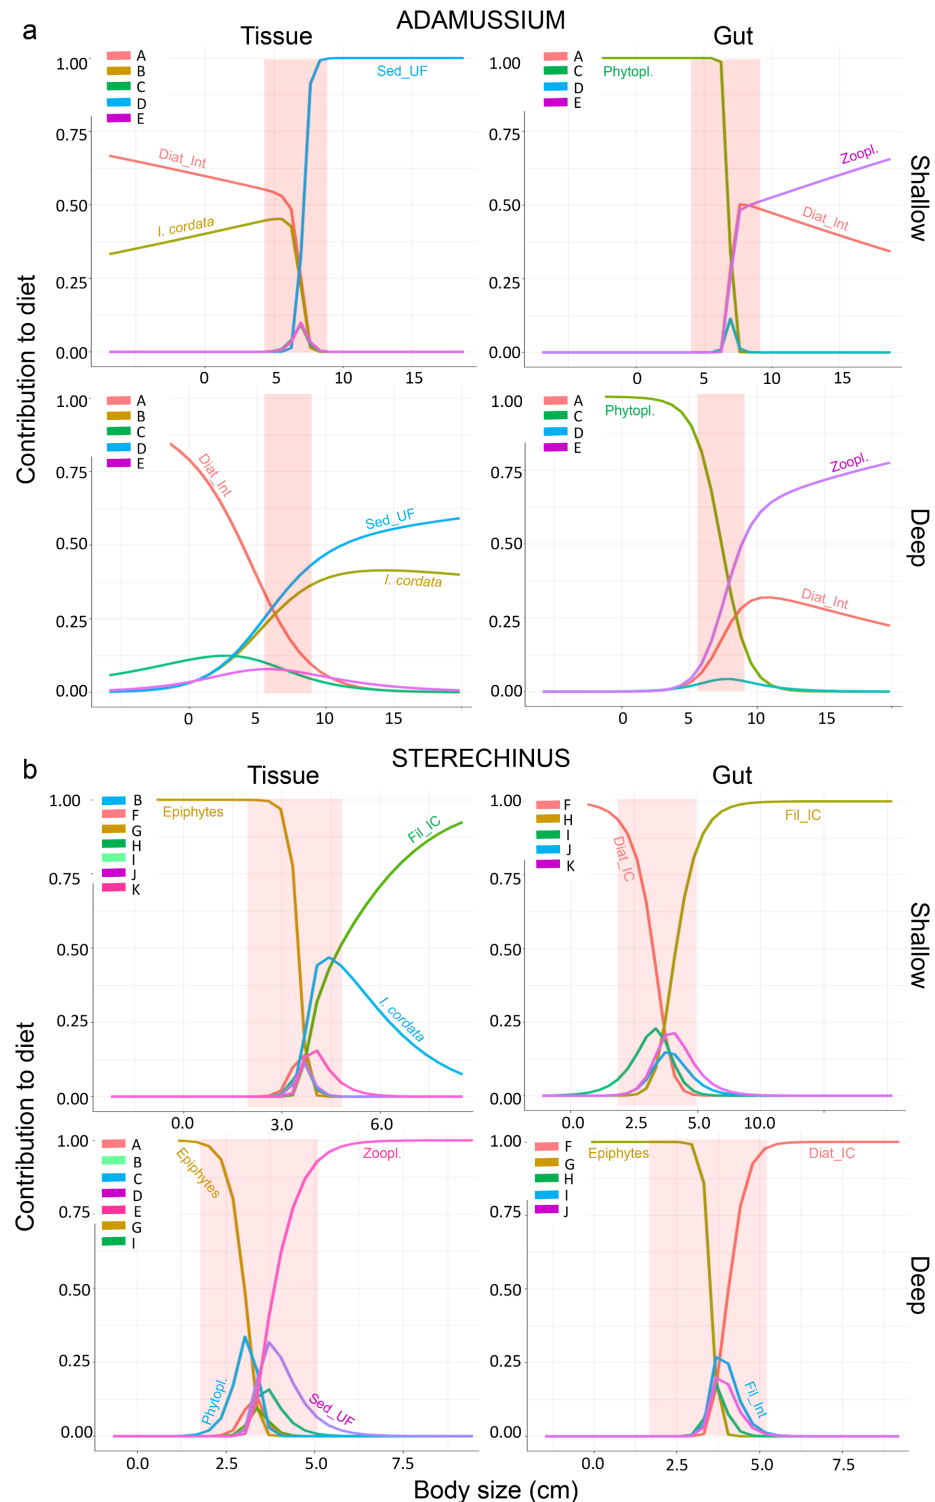 a
ADAMUSSIUM
Tissue
Gut
Contribution to diet
Shallow
A
B
C
D
E
1.00
0.75
0.50
0.25
0.00
Diat_Int
I. cordata
Sed_UF
0
5
10
15
A
C
D
E
1.00
0.75
0.50
0.25
0.00
Phytopl.
Zoopl.
Diat_Int
0
5
10
15
Deep
A
B
C
D
E
1.00
0.75
0.50
0.25
0.00
Diat_Int
Sed_UF
I. cordata
0
5
10
15
A
C
D
E
1.00
0.75
0.50
0.25
0.00
Phytopl.
Zoopl.
Diat_Int
0
5
10
15
b
STERECHINUS
Tissue
Gut
Contribution to diet
Shallow
B
F
G
H
I
J
K
1.00
0.75
0.50
0.25
0.00
Epiphytes
Fil_IC
I. cordata
0.0
3.0
6.0
F
H
I
J
K
1.00
0.75
0.50
0.25
0.00
Diat_IC
Fil_IC
0.0
2.5
5.0
10.0
Deep
A
B
C
D
E
G
I
1.00
0.75
0.50
0.25
0.00
Epiphytes
Zoopl.
Phytopl.
Sed_UF
0.0
2.5
5.0
7.5
F
G
H
I
J
1.00
0.75
0.50
0.25
0.00
Epiphytes
Diat_IC
Fil_Int
0.0
2.5
5.0
7.5
Body size (cm)